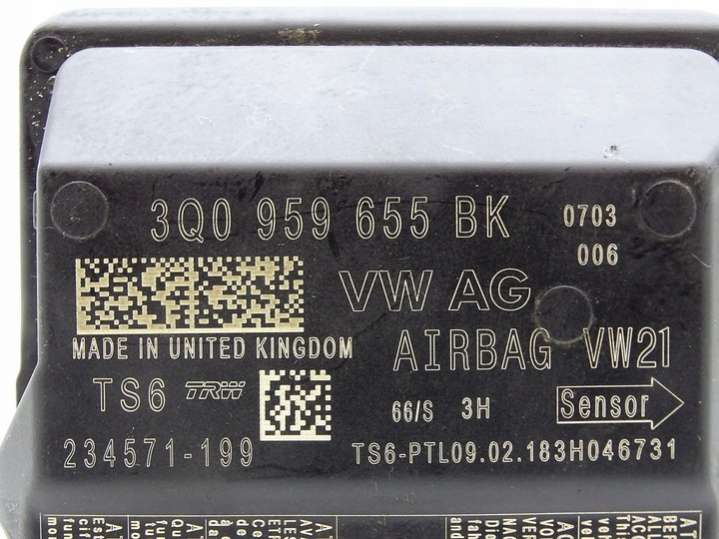 3Q0 959 655 BK 0703
006
VW AG
MADE IN UNITED KINGDOM
AIRBAG VW21
TS6 TRW
66/S 3H Sensor
234571-199
TS6-PTL09.02.183H046731